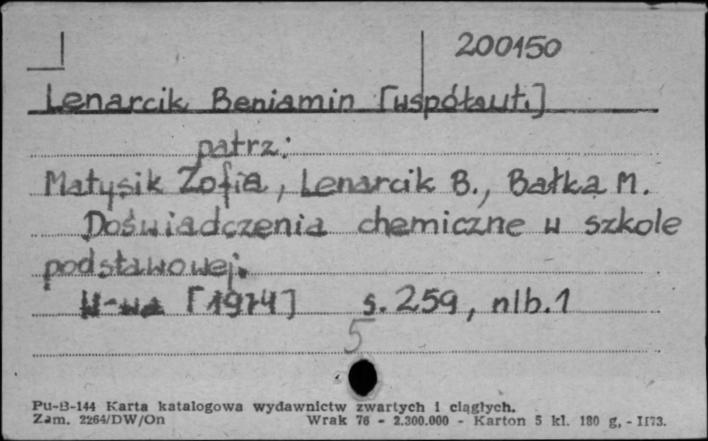 200150
Lenarcik Beniamin [współaut.]
patrz:
Matysik Zofia, Lenarcik B., Bałka M.
Doświadczenia chemiczne w szkole
podstawowej.
W-wa [1974] s. 259, nlb. 1
5
Pu-B-144 Karta katalogowa wydawnictw zwartych i ciągłych.
Zam. 2264/DW/On Wrak 76 - 2.300.000 - Karton 5 kl. 180 g, - II73.